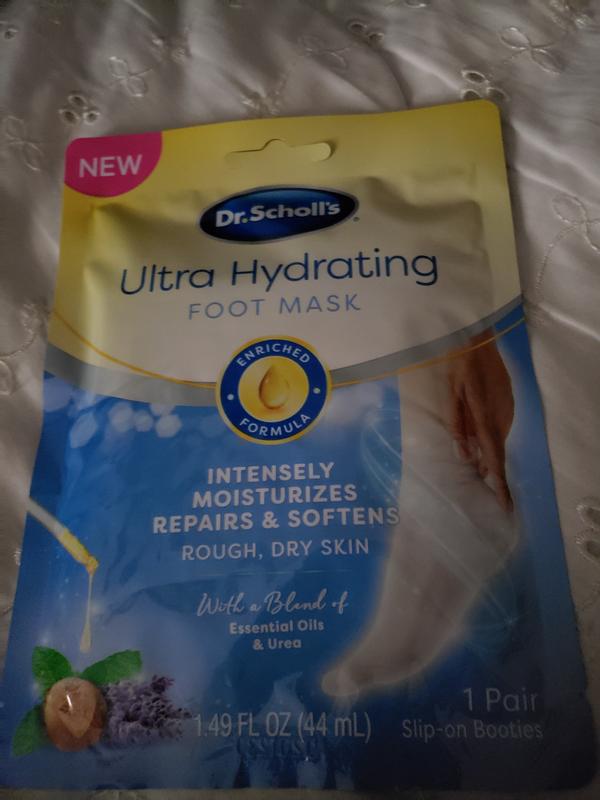 NEW
Dr. Scholl's
Ultra Hydrating
FOOT MASK
ENRICHED
FORMULA
INTENSELY
MOISTURIZES
REPAIRS & SOFTENS
ROUGH, DRY SKIN
With a Blend of
Essential Oils
& Urea
1 Pair
1.49 FL OZ (44 mL)
Slip-on Booties